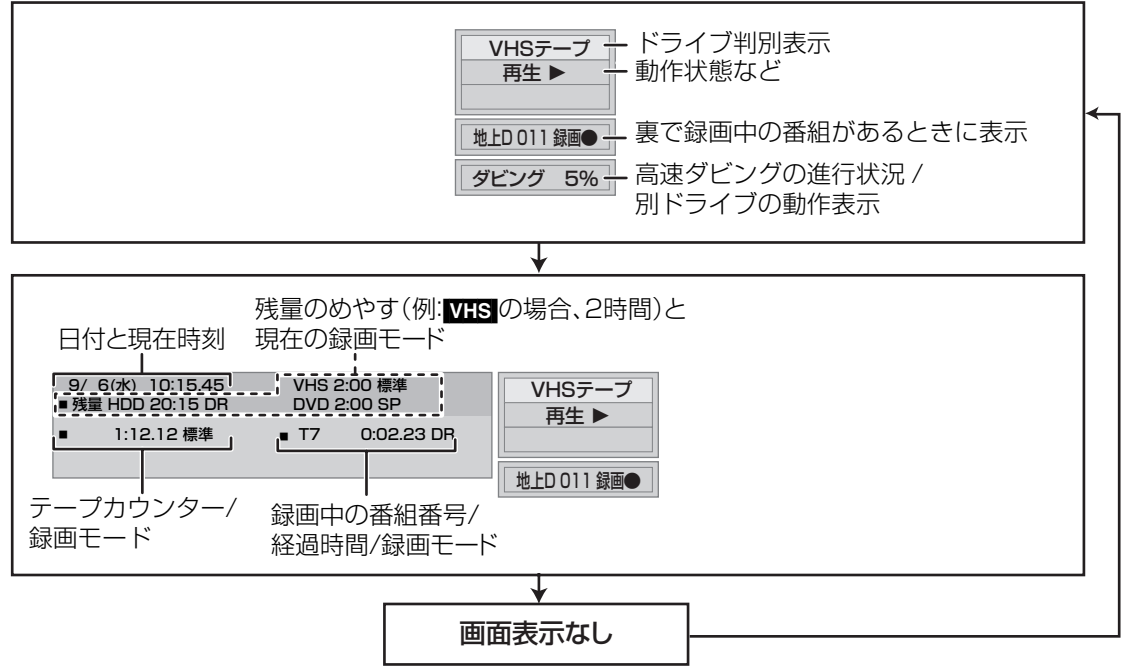 VHSテープ
ドライブ判別表示
再生 ▶
動作状態など
地上D 011 録画●
裏で録画中の番組があるときに表示
ダビング 5%
高速ダビングの進行状況 /
別ドライブの動作表示
残量のめやす(例:VHSの場合、2時間)と
現在の録画モード
日付と現在時刻
9/ 6(水) 10:15.45
VHS 2:00 標準
■ 残量 HDD 20:15 DR
DVD 2:00 SP
■ 1:12.12 標準
■ T7 0:02.23 DR
VHSテープ
再生 ▶
地上D 011 録画●
テープカウンター/
録画モード
録画中の番組番号/
経過時間/録画モード
画面表示なし